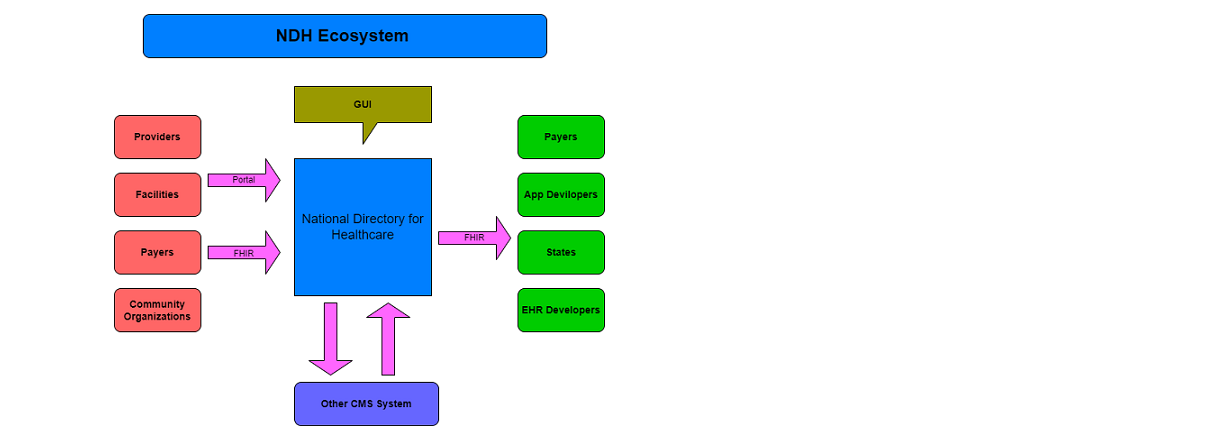 NDH Ecosystem
GUI
Providers
Payers
Portal
Facilities
App Devilopers
National Directory for
Healthcare
Payers
FHIR
FHIR
States
Community
Organizations
EHR Developers
Other CMS System